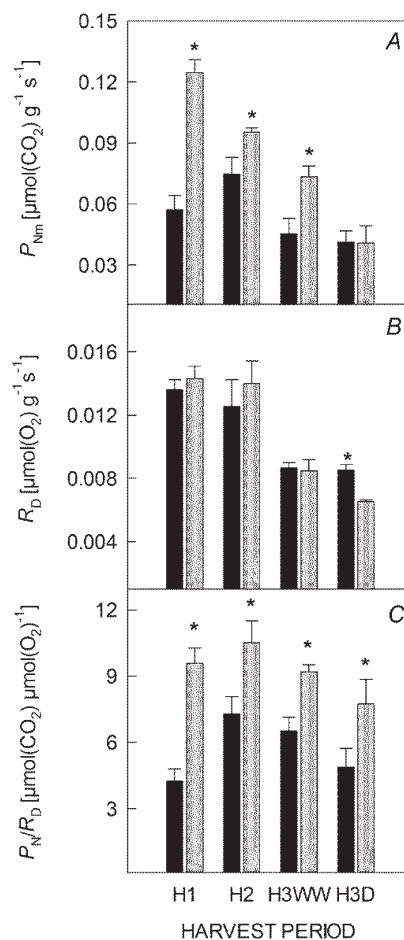 0.15
A
*
0.12
*
0.09
*
0.06
0.03
P_Nm [µmol(CO₂) g⁻¹ s⁻¹]
B
0.016
0.012
*
0.008
0.004
R_D [µmol(O₂) g⁻¹ s⁻¹]
12
C
*
*
*
*
9
6
3
P_N/R_D [µmol(CO₂) µmol(O₂)⁻¹]
H1 H2 H3WW H3D
HARVEST PERIOD